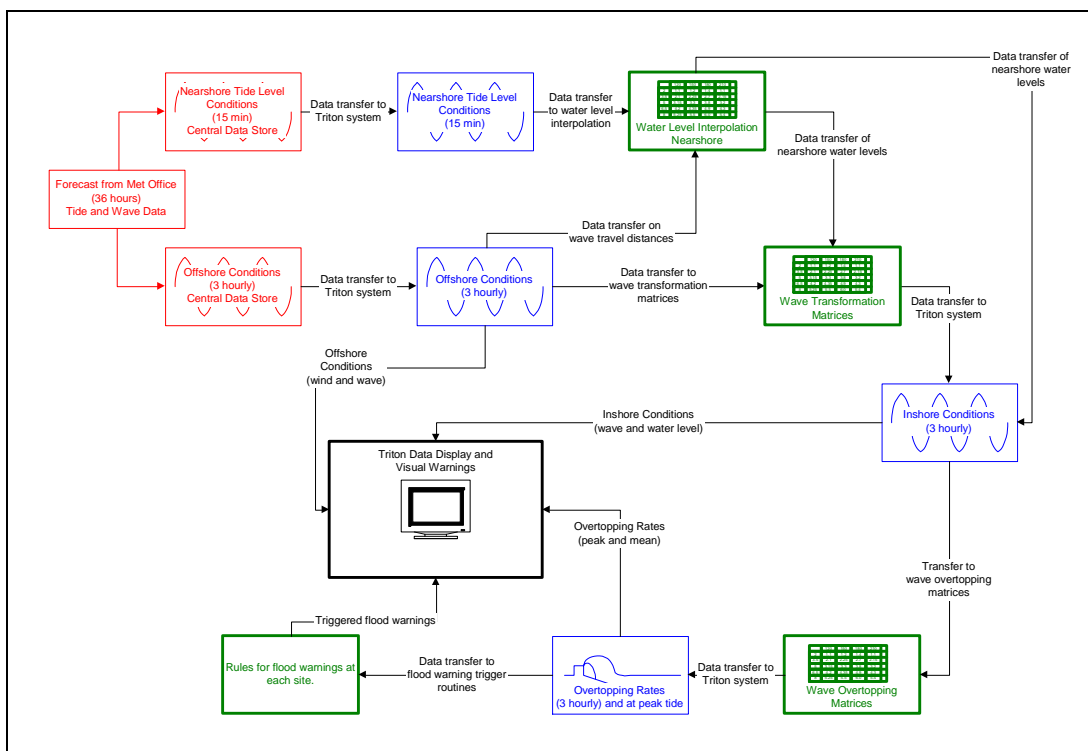 Data transfer of
nearshore water
levels
Nearshore Tide Level
Conditions
(15 min)
Central Data Store
Data transfer to
Triton system
Nearshore Tide Level
Conditions
(15 min)
Data transfer
to water level
interpolation
Water Level Interpolation
Nearshore
Data transfer of
nearshore water levels
Forecast from Met Office
(36 hours)
Tide and Wave Data
Data transfer on
wave travel distances
Offshore Conditions
(3 hourly)
Central Data Store
Data transfer to
Triton system
Offshore Conditions
(3 hourly)
Data transfer to
wave transformation
matrices
Wave Transformation
Matrices
Data transfer to
Triton system
Offshore
Conditions
(wind and wave)
Inshore Conditions
(wave and water level)
Inshore Conditions
(3 hourly)
Triton Data Display and
Visual Warnings
Overtopping Rates
(peak and mean)
Transfer to
wave overtopping
matrices
Triggered flood warnings
Rules for flood warnings at
each site.
Data transfer to
flood warning trigger
routines
Overtopping Rates
(3 hourly) and at peak tide
Data transfer to
Triton system
Wave Overtopping
Matrices